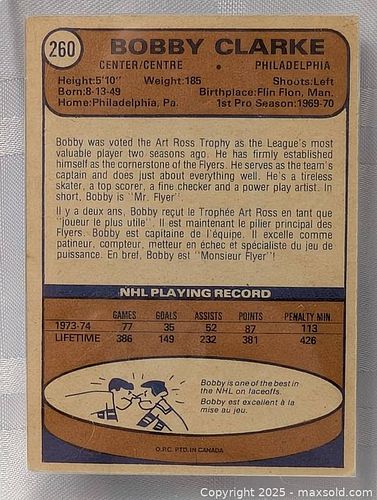 260
BOBBY CLARKE
CENTER/CENTRE • PHILADELPHIA
Height:5'10" Weight:185 Shoots:Left
Born:8-13-49 Birthplace:Flin Flon, Man.
Home:Philadelphia, Pa. 1st Pro Season:1969-70
Bobby was voted the Art Ross Trophy as the League's most
valuable player two seasons ago. He has firmly established
himself as the cornerstone of the Flyers. He serves as the team's
captain and does just about everything well. He's a tireless
skater, a top scorer, a fine checker and a power play artist. In
short, Bobby is "Mr. Flyer".
Il y a deux ans, Bobby reçut le Trophée Art Ross en tant que
"joueur le plus utile". Il est maintenant le pilier principal des
Flyers. Bobby est capitaine de l'équipe. Il excelle comme
patineur, compteur, metteur en échec et spécialiste du jeu de
puissance. En bref, Bobby est "Monsieur Flyer"!
NHL PLAYING RECORD
GAMES GOALS ASSISTS POINTS PENALTY MIN.
1973-74 77 35 52 87 113
LIFETIME 386 149 232 381 426
Bobby is one of the best in
the NHL on faceoffs.
Bobby est excellent à la
mise au jeu.
O.P.C. PTD. IN CANADA
Copyright 2025 - maxsold.com